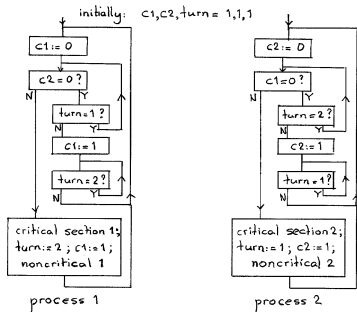 initially: c1,c2,turn = 1,1,1
c1:= 0
c2=0?
N Y
turn=1?
N Y
c1:= 1
turn=2?
N Y
critical section 1;
turn:= 2 ; c1:= 1;
noncritical 1
process 1
c2:= 0
c1=0?
N Y
turn=2?
N Y
c2:=1
turn=1?
N Y
critical section 2;
turn:= 1 ; c2:= 1;
noncritical 2
process 2